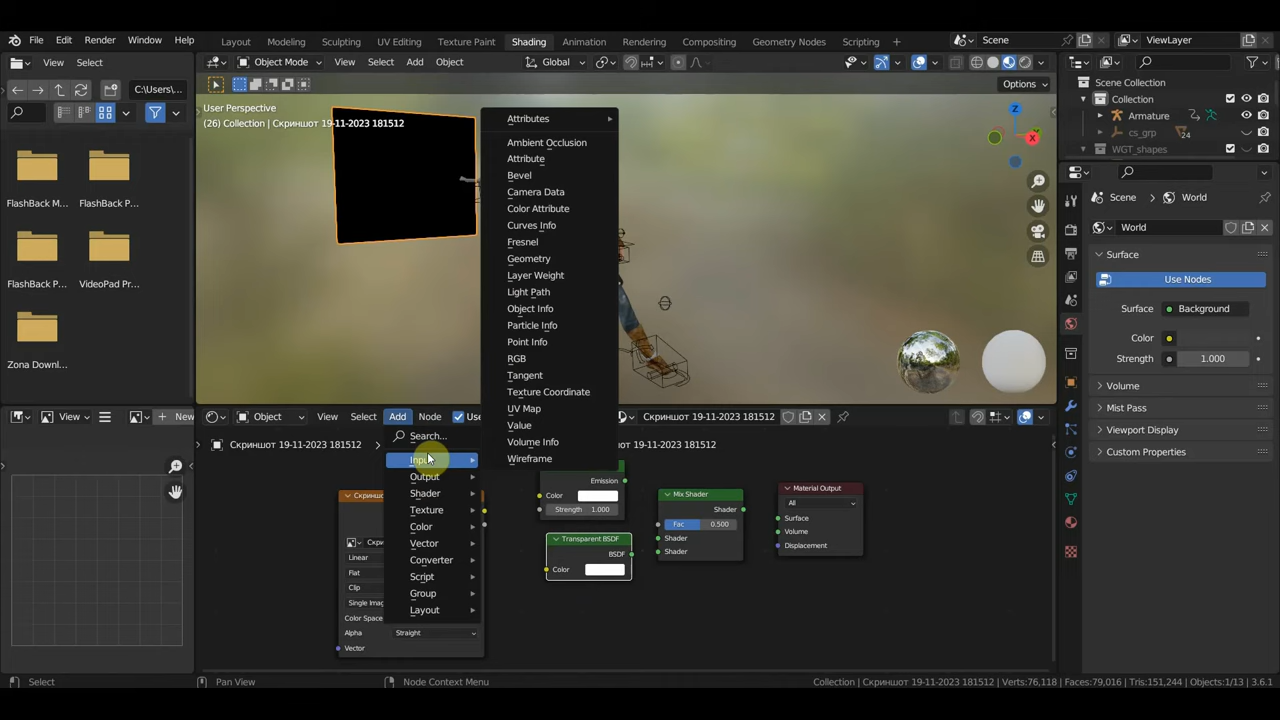 File Edit Render Window Help
Layout Modeling Sculpting UV Editing Texture Paint Shading Animation Rendering Compositing Geometry Nodes Scripting
Scene
ViewLayer
View Select
Object Mode View Select Add Object
Global
C:\Users\...
Options
User Perspective
(26) Collection | Скриншот 19-11-2023 181512
FlashBack M...
FlashBack P...
FlashBack P...
VideoPad Pr...
Zona Downl...
Attributes
Ambient Occlusion
Attribute
Bevel
Camera Data
Color Attribute
Curves Info
Fresnel
Geometry
Layer Weight
Light Path
Object Info
Particle Info
Point Info
RGB
Tangent
Texture Coordinate
UV Map
Value
Volume Info
Wireframe
Z
X
Scene Collection
Collection
Armature
cs_grp
24
WGT_shapes
Scene
World
World
Surface
Use Nodes
Surface
Background
Color
Strength
1.000
Volume
Mist Pass
Viewport Display
Custom Properties
View
New
Object View Select Add Node
Use
Скриншот 19-11-2023 181512
Скриншот 19-11-2023 181512
Search...
Output
Shader
Texture
Color
Vector
Converter
Script
Group
Layout
Linear
Flat
Clip
Single Imag
Color Space
Alpha
Straight
Vector
Emission
Color
Strength 1.000
Transparent BSDF
BSDF
Color
Mix Shader
Shader
Fac 0.500
Shader
Shader
Material Output
All
Surface
Volume
Displacement
Select
Pan View
Node Context Menu
Collection | Скриншот 19-11-2023 181512 | Verts:76,118 | Faces:79,016 | Tris:151,244 | Objects:1/13 | 3.6.1